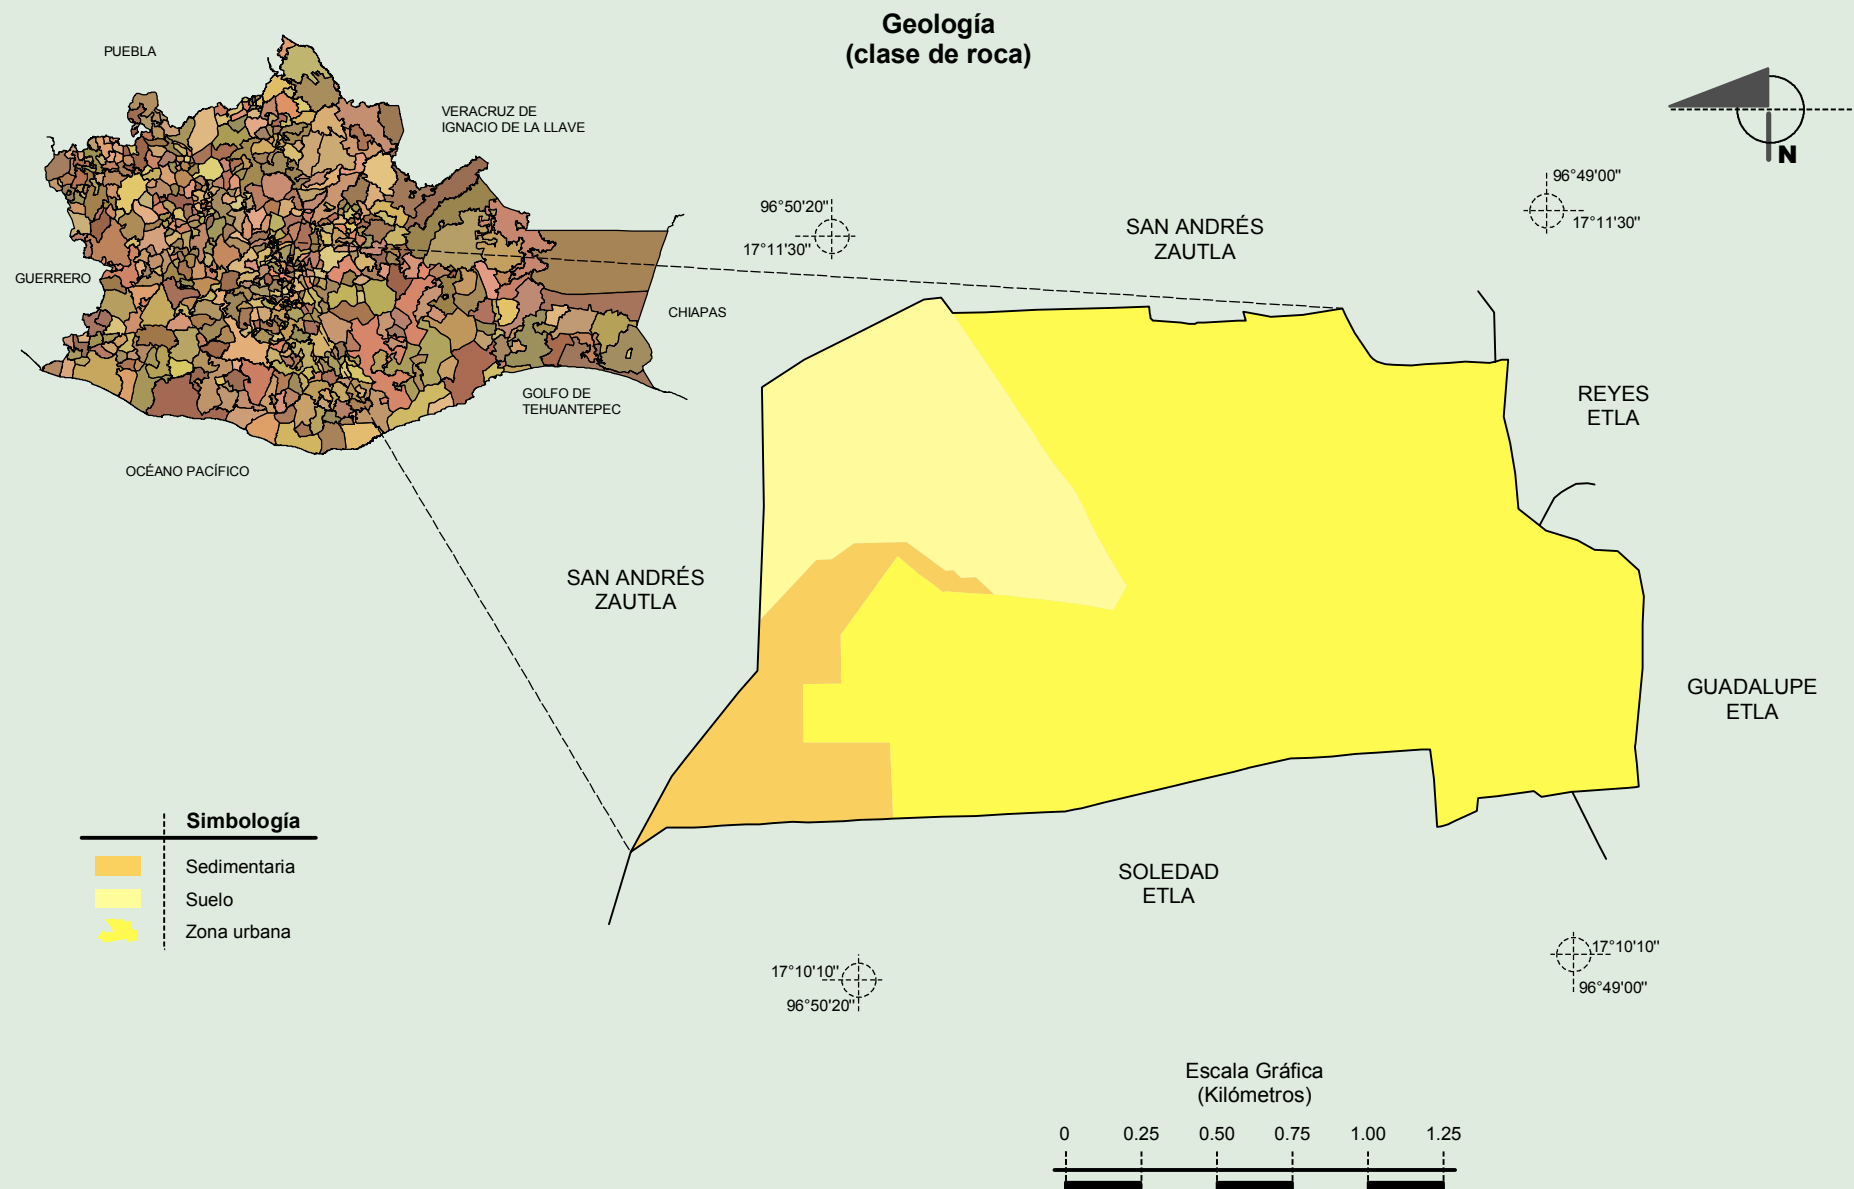 Geología
(clase de roca)
PUEBLA
VERACRUZ DE
IGNACIO DE LA LLAVE
GUERRERO
CHIAPAS
GOLFO DE
TEHUANTEPEC
OCÉANO PACÍFICO
N
96°50'20"
17°11'30"
96°49'00"
17°11'30"
SAN ANDRÉS
ZAUTLA
REYES
ETLA
SAN ANDRÉS
ZAUTLA
GUADALUPE
ETLA
SOLEDAD
ETLA
Simbología
Sedimentaria
Suelo
Zona urbana
17°10'10"
96°50'20"
17°10'10"
96°49'00"
Escala Gráfica
(Kilómetros)
0 0.25 0.50 0.75 1.00 1.25